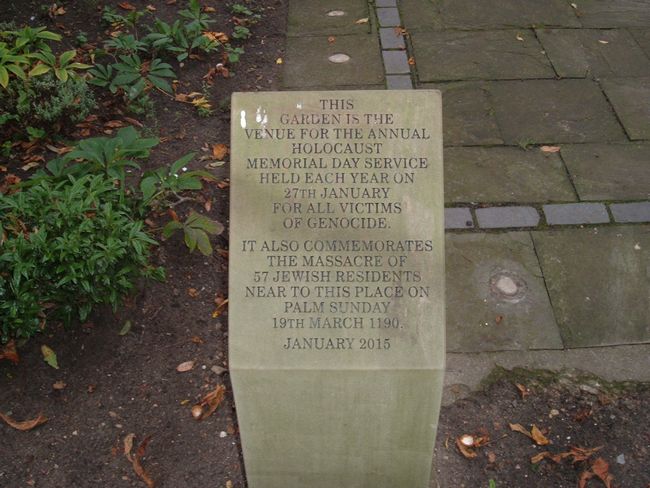 THIS
GARDEN IS THE
VENUE FOR THE ANNUAL
HOLOCAUST
MEMORIAL DAY SERVICE
HELD EACH YEAR ON
27TH JANUARY
FOR ALL VICTIMS
OF GENOCIDE.
IT ALSO COMMEMORATES
THE MASSACRE OF
57 JEWISH RESIDENTS
NEAR TO THIS PLACE ON
PALM SUNDAY
19TH MARCH 1190.
JANUARY 2015